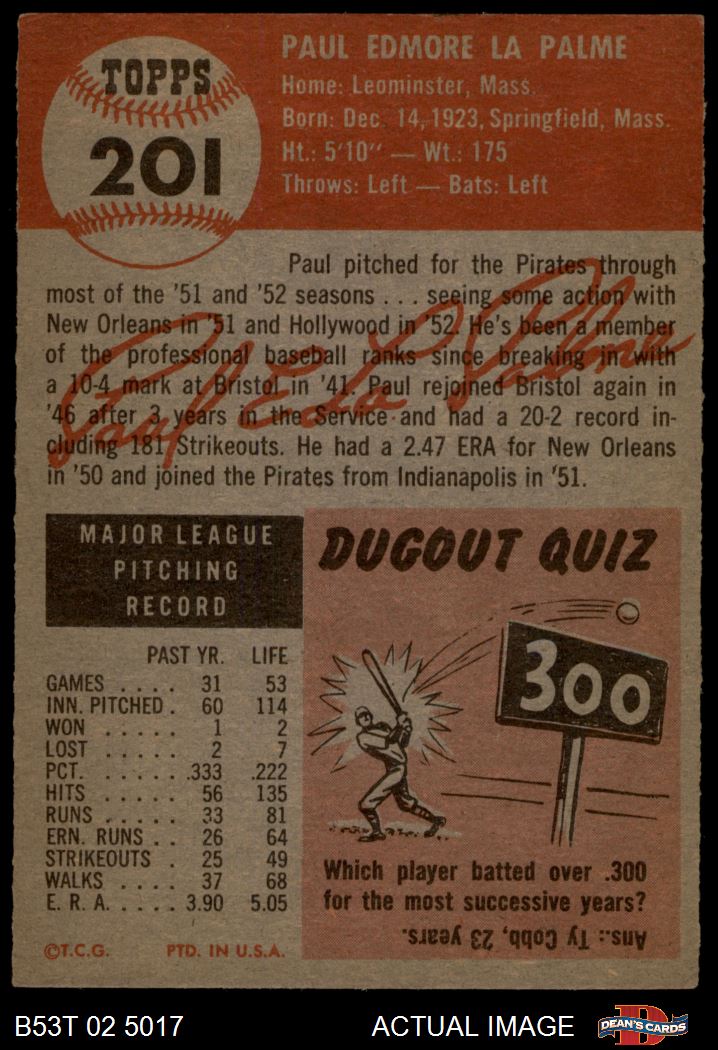 TOPPS
201
PAUL EDMORE LA PALME
Home: Leominster, Mass.
Born: Dec. 14, 1923, Springfield, Mass.
Ht.: 5'10" — Wt.: 175
Throws: Left — Bats: Left
Paul pitched for the Pirates through
most of the '51 and '52 seasons . . . seeing some action with
New Orleans in '51 and Hollywood in '52. He's been a member
of the professional baseball ranks since breaking in with
a 10-4 mark at Bristol in '41. Paul rejoined Bristol again in
'46 after 3 years in the Service and had a 20-2 record in-
cluding 181 Strikeouts. He had a 2.47 ERA for New Orleans
in '50 and joined the Pirates from Indianapolis in '51.
Paul E. La Palme
MAJOR LEAGUE
PITCHING
RECORD
PAST YR. LIFE
GAMES . . . . 31 53
INN. PITCHED . 60 114
WON . . . . . 1 2
LOST . . . . . 2 7
PCT. . . . . . .333 .222
HITS . . . . . 56 135
RUNS . . . . . 33 81
ERN. RUNS . . 26 64
STRIKEOUTS . 25 49
WALKS . . . . 37 68
E. R. A. . . . . . 3.90 5.05
©T.C.G. PTD. IN U.S.A.
DUGOUT QUIZ
300
Which player batted over .300
for the most successive years?
Ans.: Ty Cobb, 23 years.
B53T 02 5017
ACTUAL IMAGE
D
DEAN'S CARDS